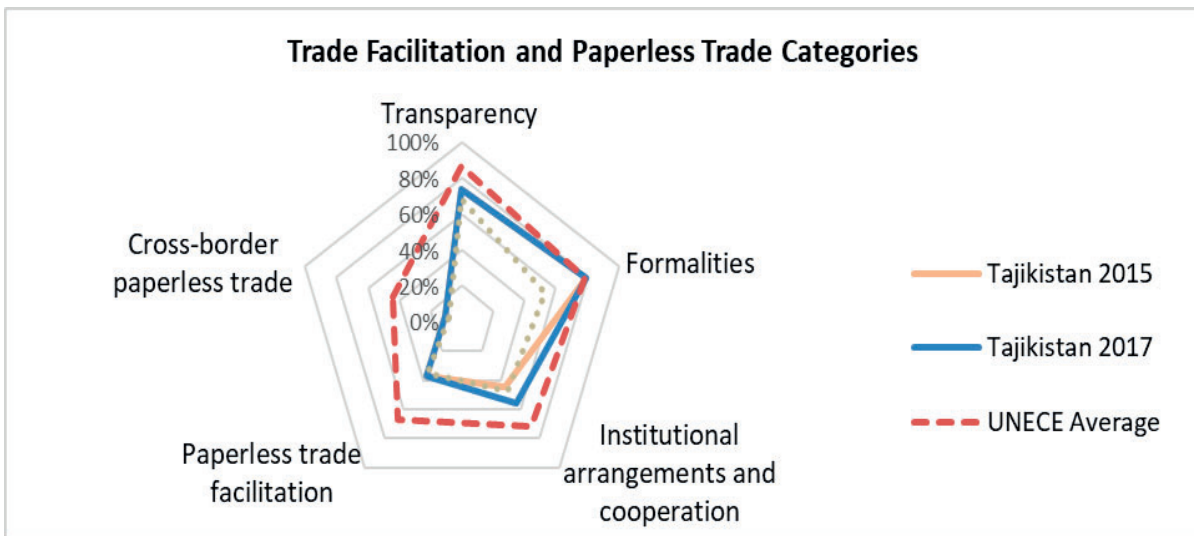 Trade Facilitation and Paperless Trade Categories
Transparency
100%
80%
60%
40%
20%
0%
Formalities
Institutional
arrangements and
cooperation
Paperless trade
facilitation
Cross-border
paperless trade
Tajikistan 2015
Tajikistan 2017
UNECE Average